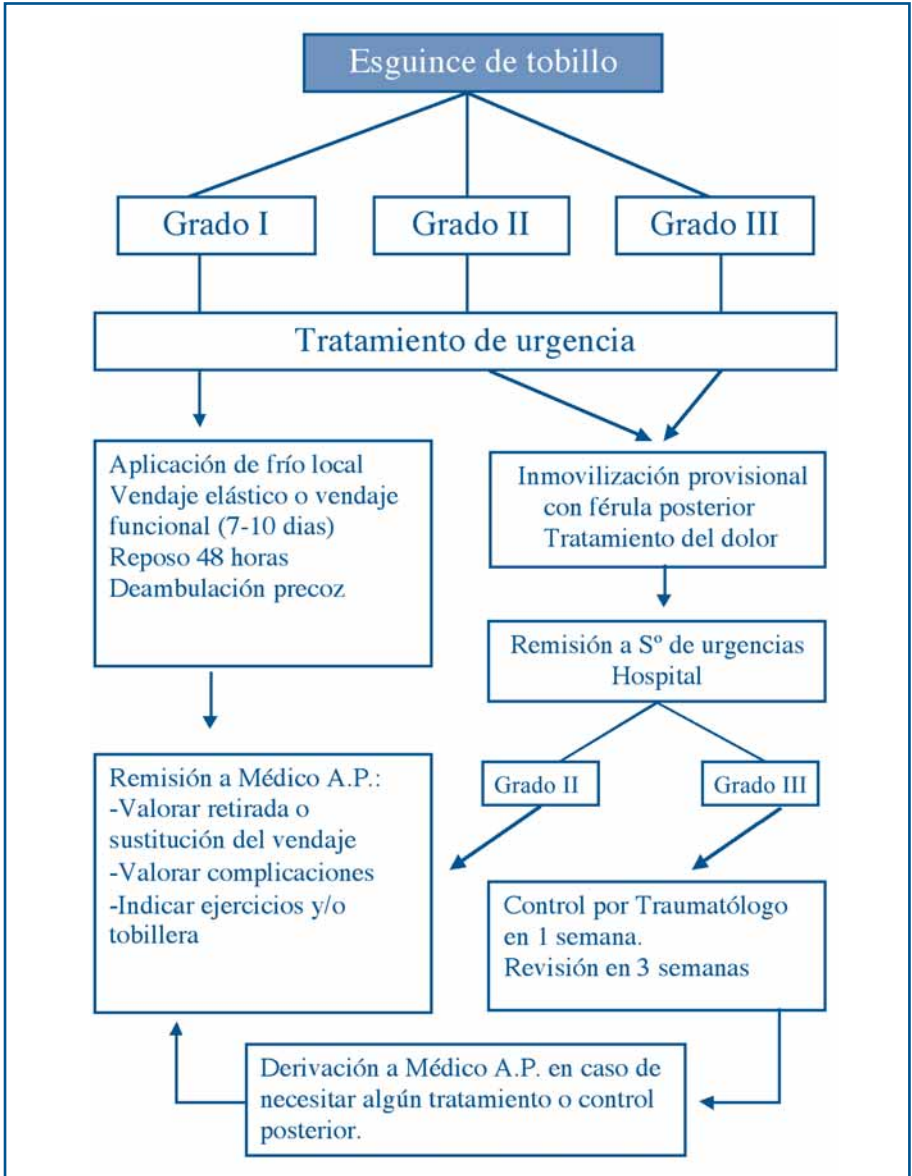 Esguince de tobillo
Grado I
Grado II
Grado III
Tratamiento de urgencia
Aplicación de frío local
Vendaje elástico o vendaje
funcional (7-10 dias)
Reposo 48 horas
Deambulación precoz
Inmovilización provisional
con férula posterior
Tratamiento del dolor
Remisión a Sº de urgencias
Hospital
Grado II
Grado III
Remisión a Médico A.P.:
-Valorar retirada o
sustitución del vendaje
-Valorar complicaciones
-Indicar ejercicios y/o
tobillera
Control por Traumatólogo
en 1 semana.
Revisión en 3 semanas
Derivación a Médico A.P. en caso de
necesitar algún tratamiento o control
posterior.